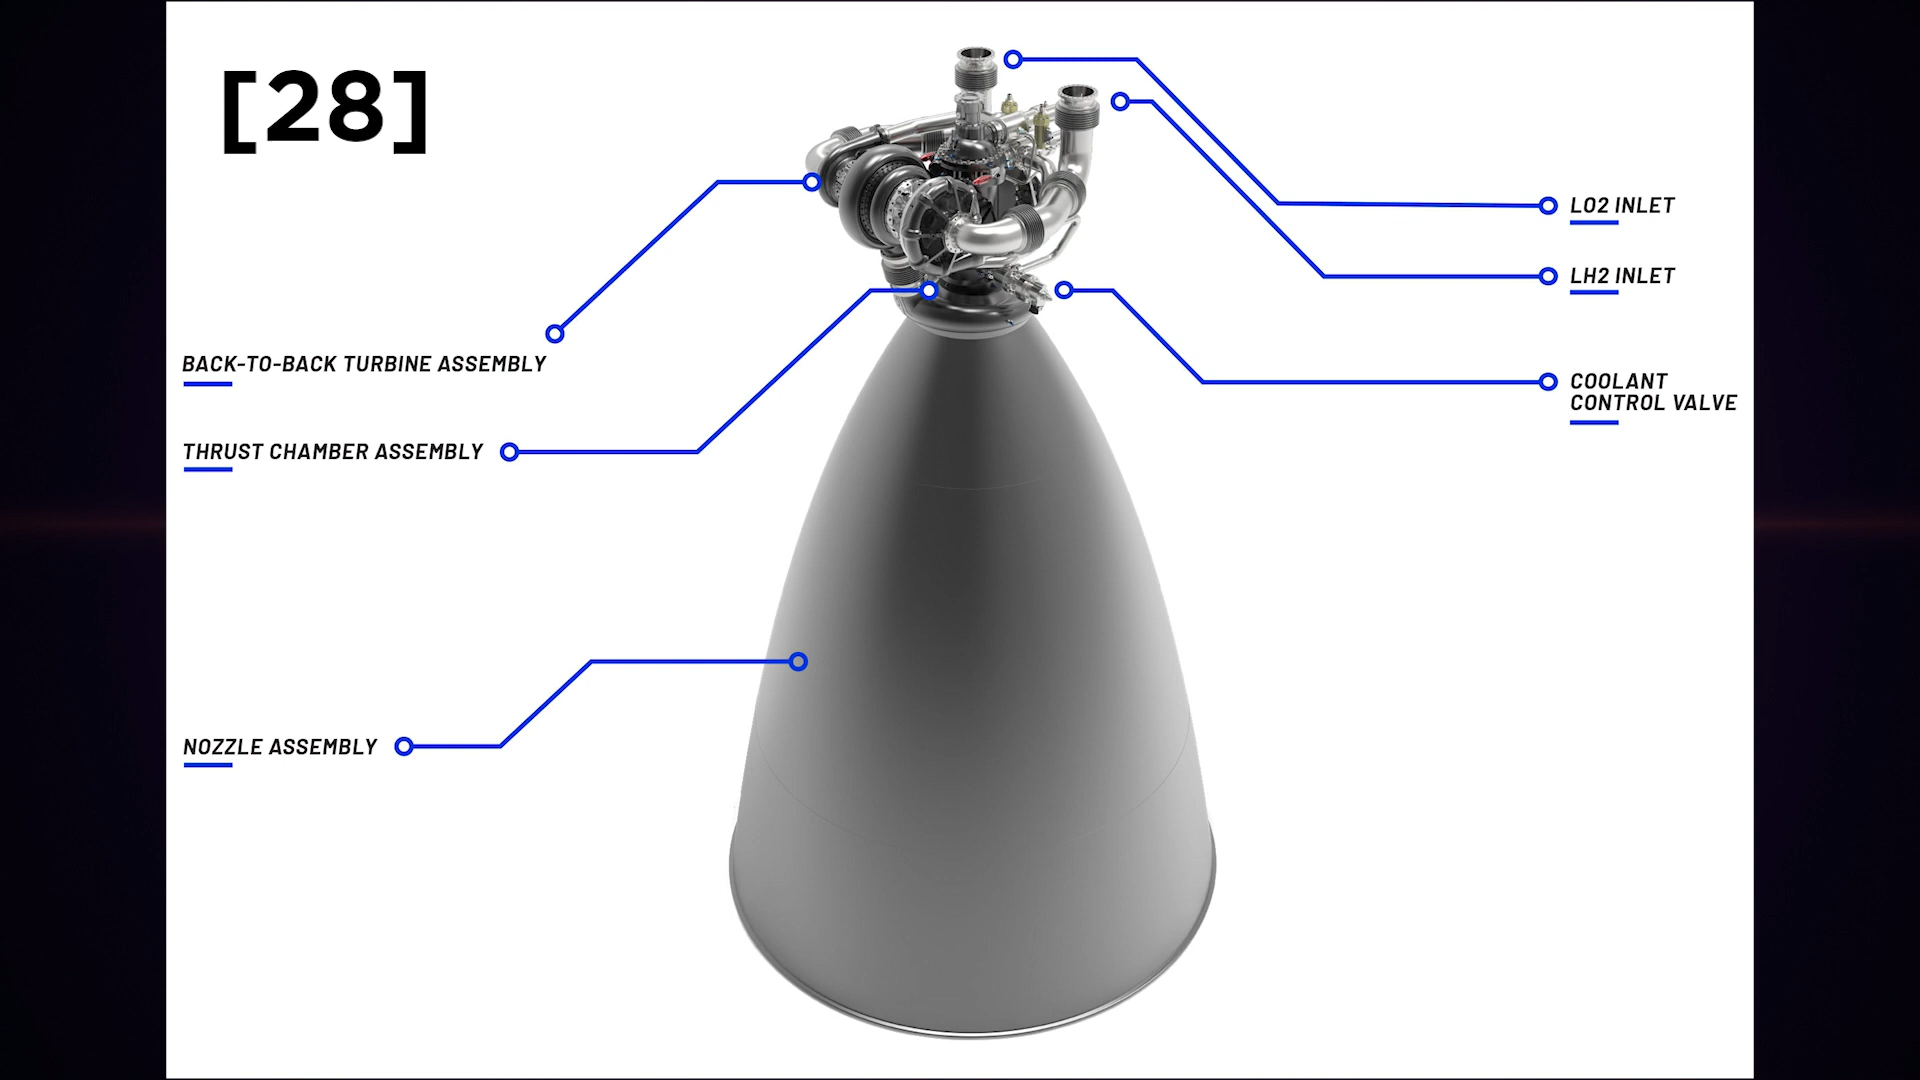 [28]
LO2 INLET
LH2 INLET
BACK-TO-BACK TURBINE ASSEMBLY
COOLANT
CONTROL VALVE
THRUST CHAMBER ASSEMBLY
NOZZLE ASSEMBLY